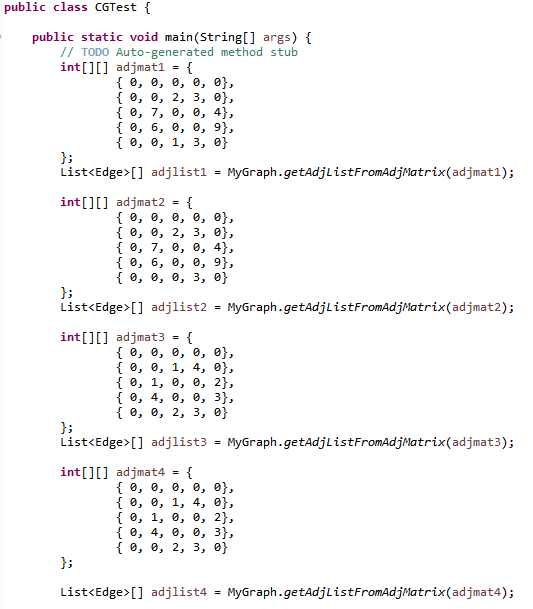 public class CGTest {
public static void main(String[] args) {
// TODO Auto-generated method stub
int[][] adjmat1 = {
{ 0, 0, 0, 0, 0},
{ 0, 0, 2, 3, 0},
{ 0, 7, 0, 0, 4},
{ 0, 6, 0, 0, 9},
{ 0, 0, 1, 3, 0}
};
List<Edge>[] adjlist1 = MyGraph.getAdjListFromAdjMatrix(adjmat1);
int[][] adjmat2 = {
{ 0, 0, 0, 0, 0},
{ 0, 0, 2, 3, 0},
{ 0, 7, 0, 0, 4},
{ 0, 6, 0, 0, 9},
{ 0, 0, 0, 3, 0}
};
List<Edge>[] adjlist2 = MyGraph.getAdjListFromAdjMatrix(adjmat2);
int[][] adjmat3 = {
{ 0, 0, 0, 0, 0},
{ 0, 0, 1, 4, 0},
{ 0, 1, 0, 0, 2},
{ 0, 4, 0, 0, 3},
{ 0, 0, 2, 3, 0}
};
List<Edge>[] adjlist3 = MyGraph.getAdjListFromAdjMatrix(adjmat3);
int[][] adjmat4 = {
{ 0, 0, 0, 0, 0},
{ 0, 0, 1, 4, 0},
{ 0, 1, 0, 0, 2},
{ 0, 4, 0, 0, 3},
{ 0, 0, 2, 3, 0}
};
List<Edge>[] adjlist4 = MyGraph.getAdjListFromAdjMatrix(adjmat4);